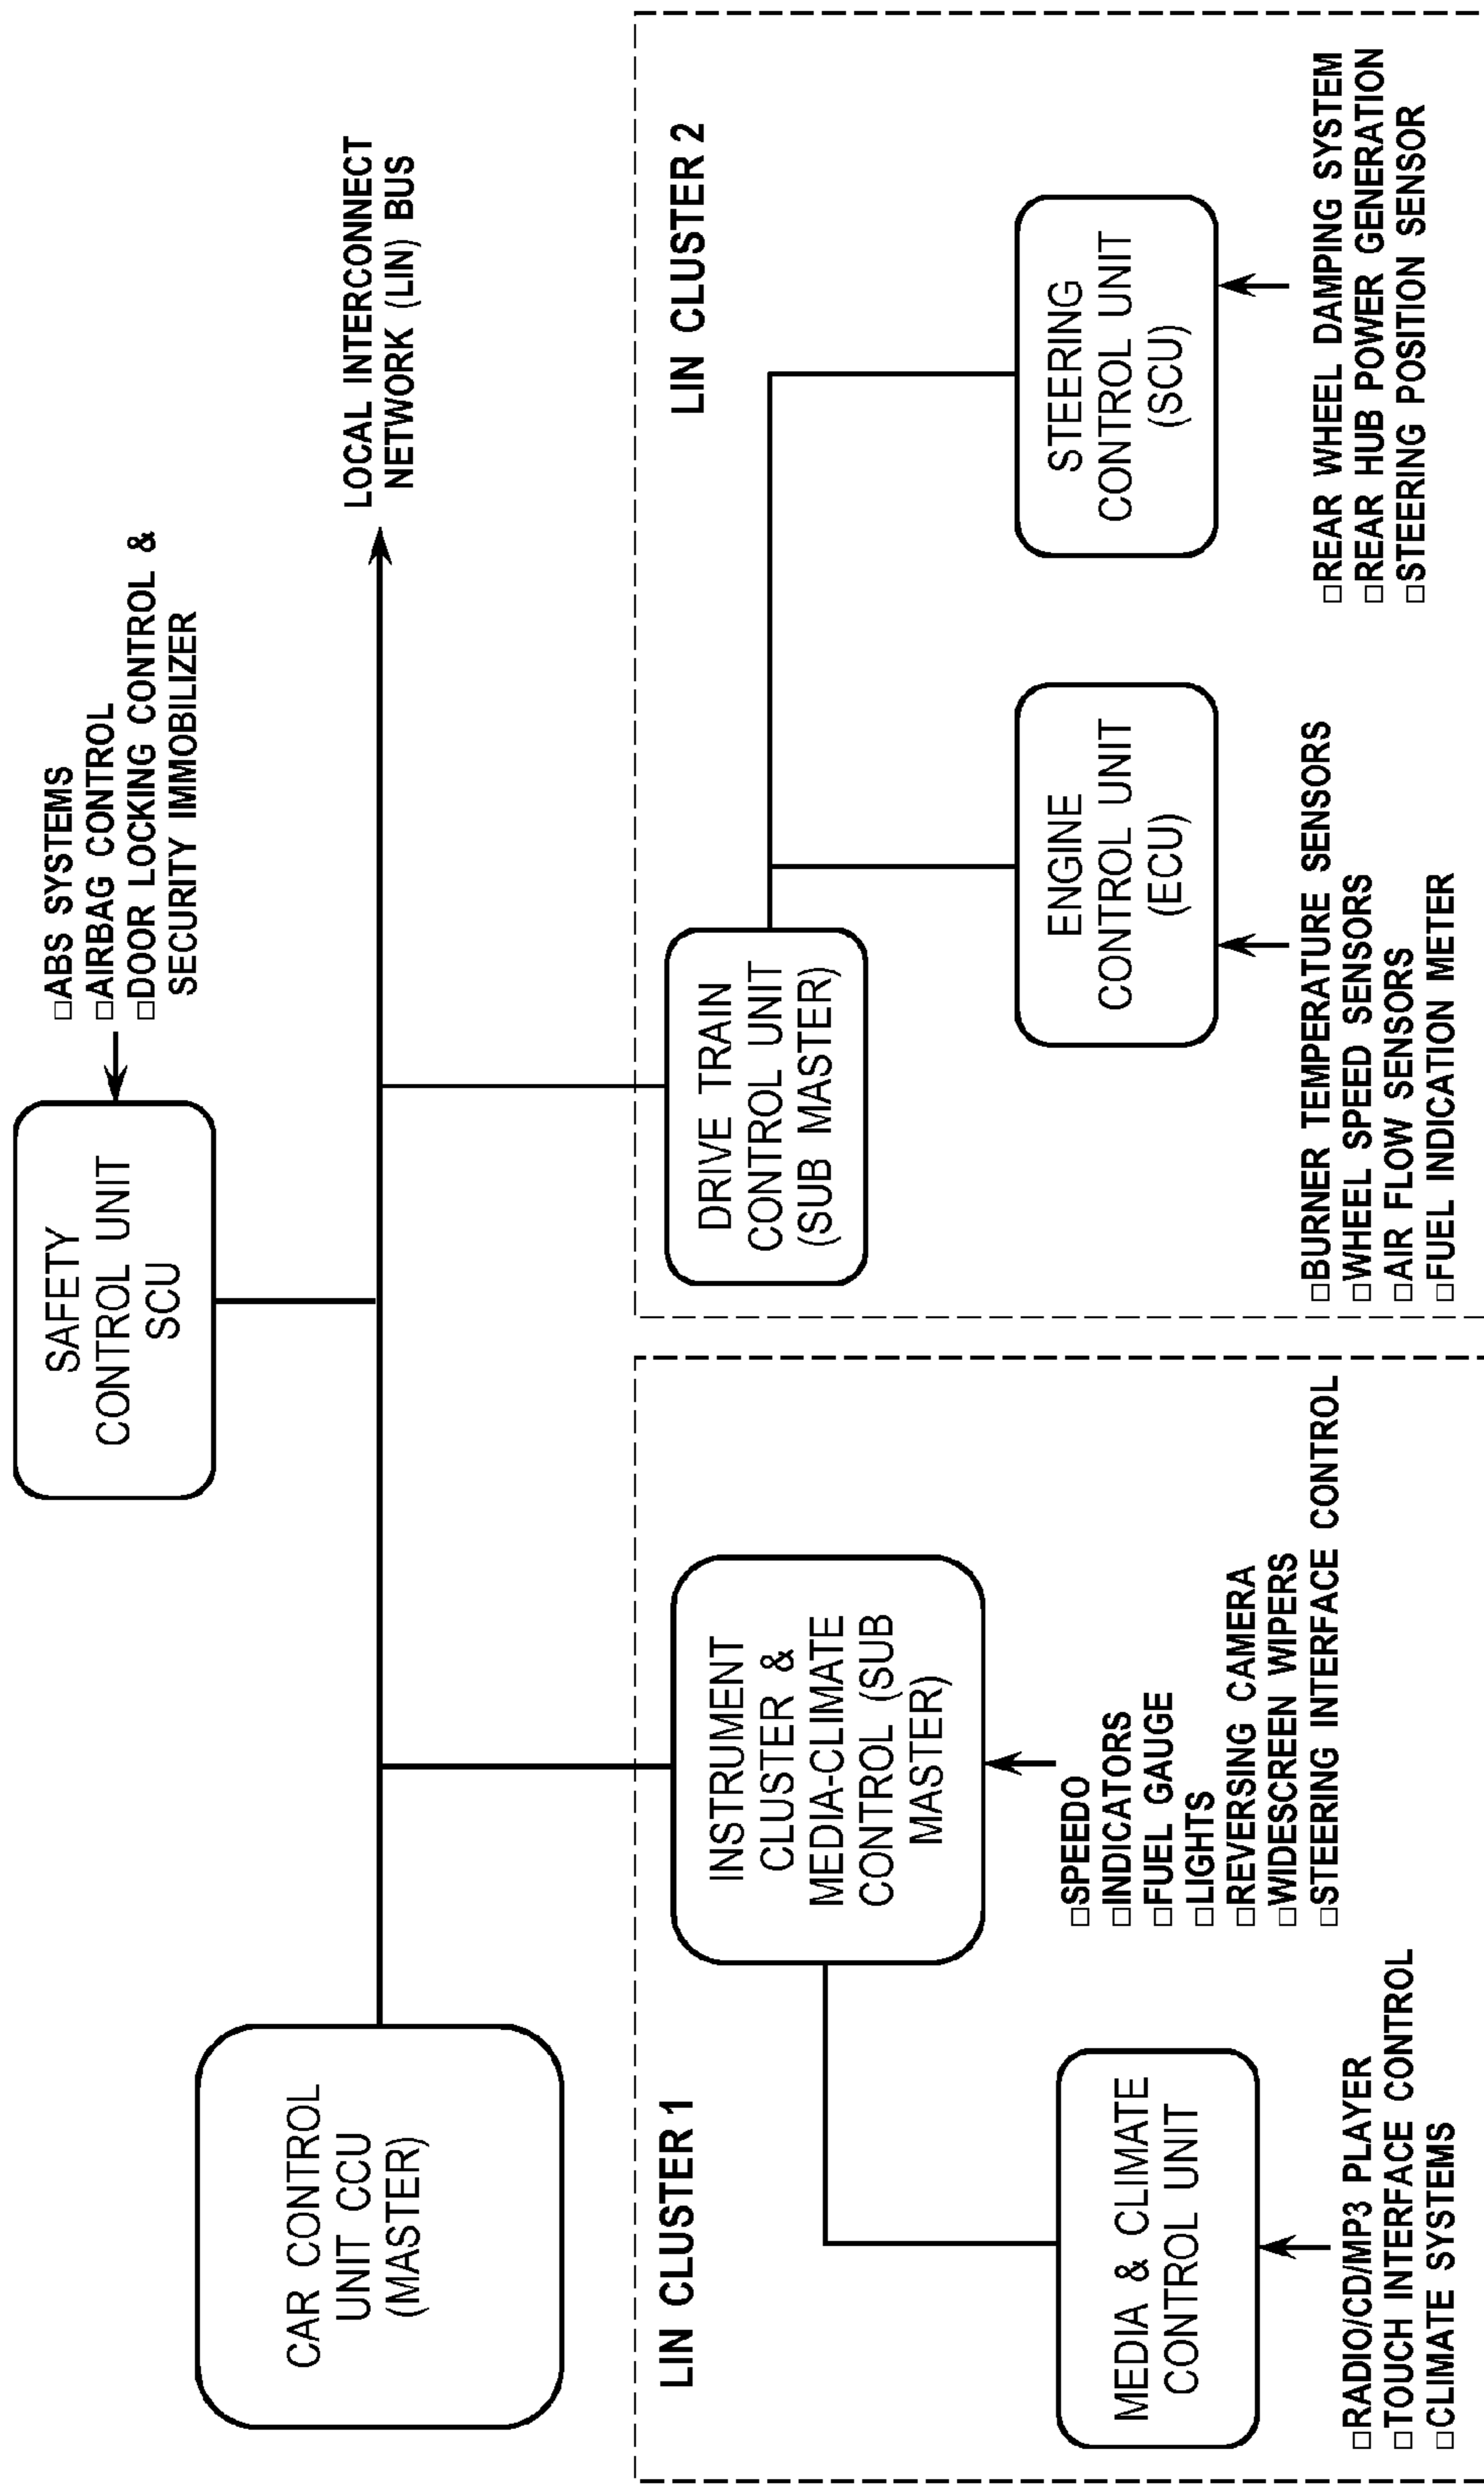 SAFETY
CONTROL UNIT
SCU
□ABS SYSTEMS
□AIRBAG CONTROL
□DOOR LOCKING CONTROL &
SECURITY IMMOBILIZER
CAR CONTROL
UNIT CCU
(MASTER)
LOCAL INTERCONNECT
NETWORK (LIN) BUS
LIN CLUSTER 1
INSTRUMENT
CLUSTER &
MEDIA-CLIMATE
CONTROL (SUB
MASTER)
□SPEEDO
□INDICATORS
□FUEL GAUGE
□LIGHTS
□REVERSING CAMERA
□WIDESCREEN WIPERS
□STEERING INTERFACE CONTROL
MEDIA & CLIMATE
CONTROL UNIT
□RADIO/CD/MP3 PLAYER
□TOUCH INTERFACE CONTROL
□CLIMATE SYSTEMS
LIN CLUSTER 2
DRIVE TRAIN
CONTROL UNIT
(SUB MASTER)
ENGINE
CONTROL UNIT
(ECU)
□BURNER TEMPERATURE SENSORS
□WHEEL SPEED SENSORS
□AIR FLOW SENSORS
□FUEL INDICATION METER
STEERING
CONTROL UNIT
(SCU)
□REAR WHEEL DAMPING SYSTEM
□REAR HUB POWER GENERATION
□STEERING POSITION SENSOR